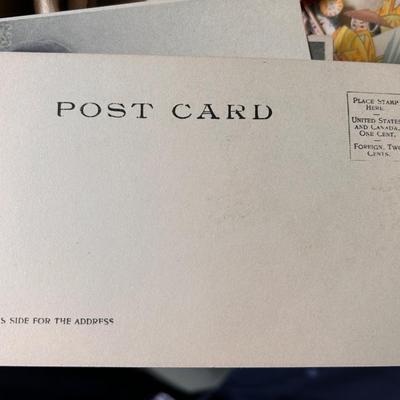 POST CARD
PLACE STAMP
HERE.
—
UNITED STATES
AND CANADA,
ONE CENT.
—
FOREIGN, TWO
CENTS.
SIDE FOR THE ADDRESS